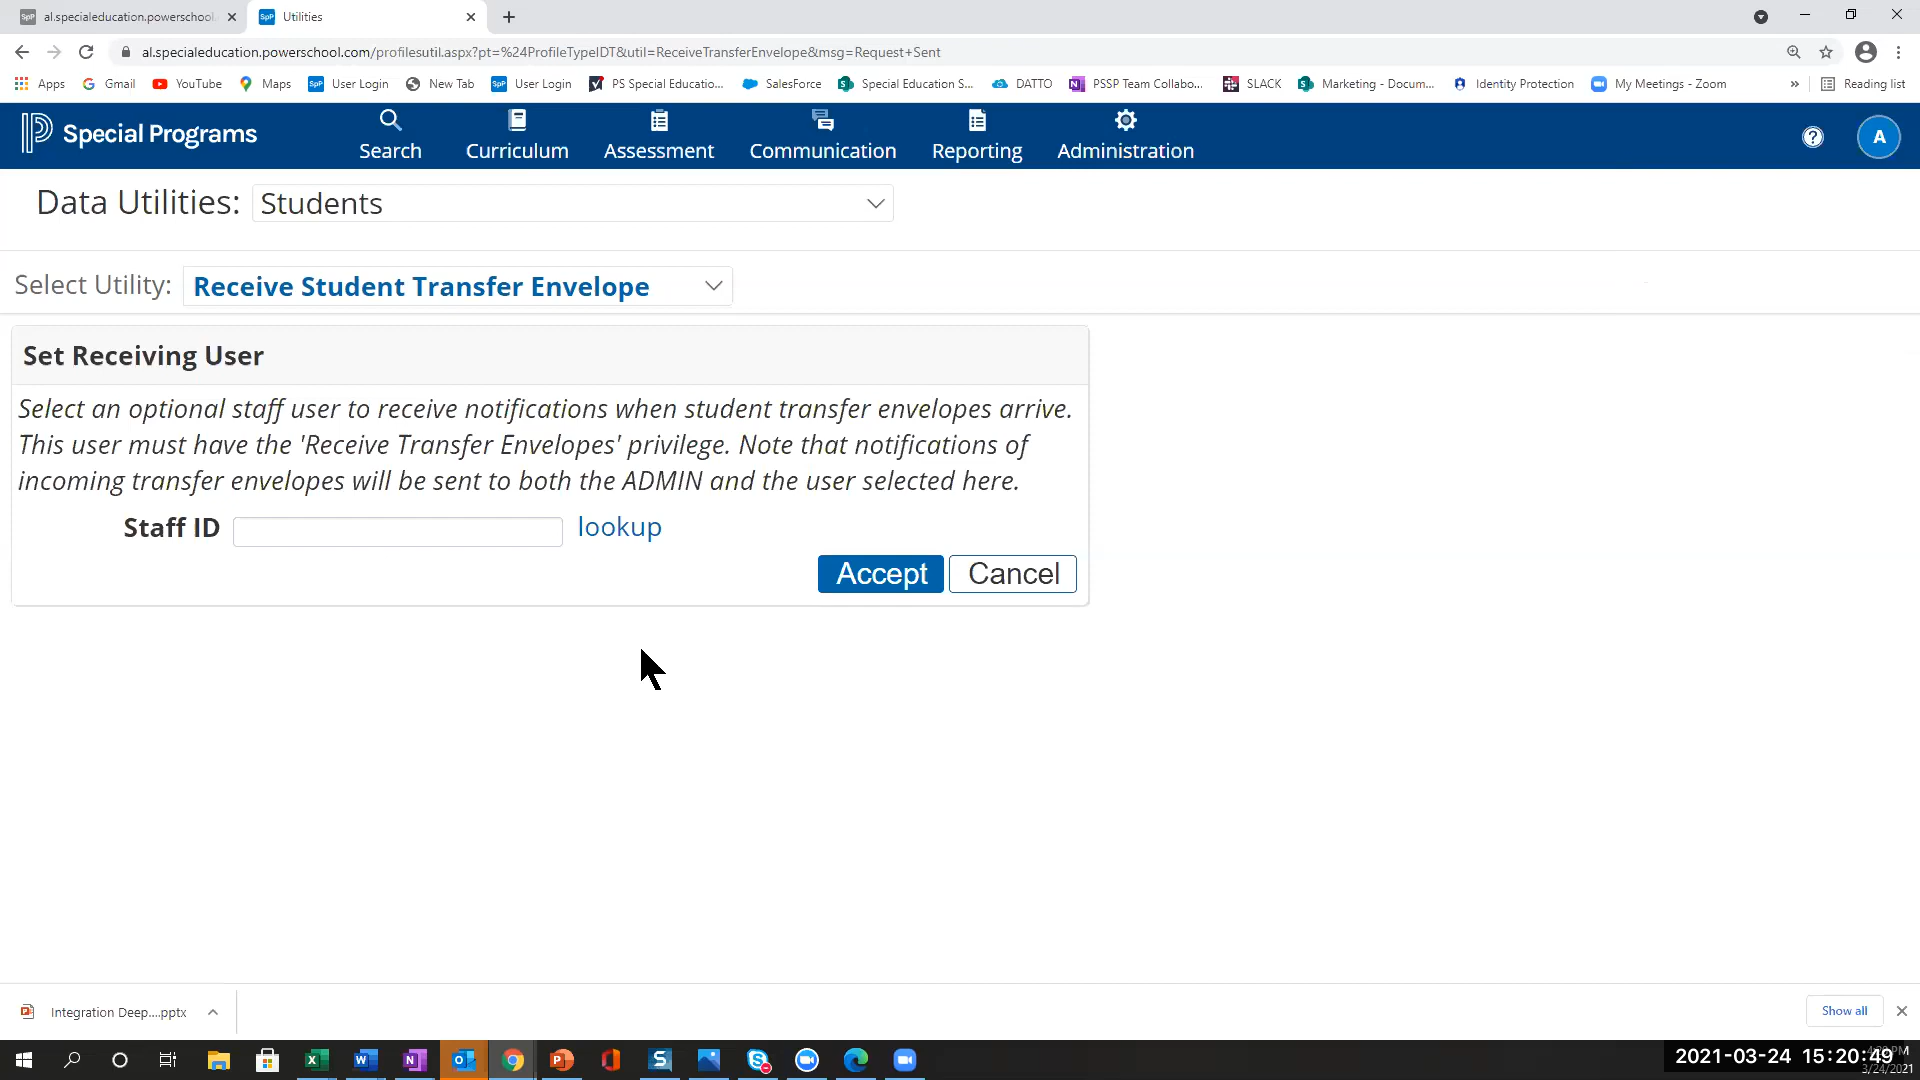 al.specialeducation.powerschool.
Utilities
al.specialeducation.powerschool.com/profilesutil.aspx?pt=%24ProfileTypeIDT&util=ReceiveTransferEnvelope&msg=Request+Sent
Apps Gmail YouTube Maps SpP User Login New Tab SpP User Login PS Special Educatio... SalesForce Special Education S... DATTO PSSP Team Collabo... SLACK Marketing - Docum... Identity Protection My Meetings - Zoom » Reading list
Special Programs Search Curriculum Assessment Communication Reporting Administration ? A
Data Utilities: Students
Select Utility: Receive Student Transfer Envelope
Set Receiving User
Select an optional staff user to receive notifications when student transfer envelopes arrive.
This user must have the 'Receive Transfer Envelopes' privilege. Note that notifications of
incoming transfer envelopes will be sent to both the ADMIN and the user selected here.
Staff ID lookup
Accept Cancel
Integration Deep....pptx Show all
2021-03-24 15:20:49
3/24/2021